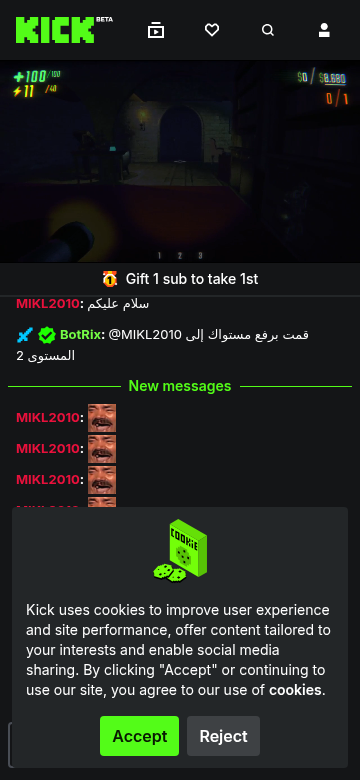 KICK BETA
+100/100
11 /40
$0 / $8,880
0 / 1
1 2 3
Gift 1 sub to take 1st
MIKL2010: سلام عليكم
BotRix: @MIKL2010 قمت برفع مستواك إلى
المستوى 2
New messages
MIKL2010:
MIKL2010:
MIKL2010:
COOKIE
Kick uses cookies to improve user experience
and site performance, offer content tailored to
your interests and enable social media
sharing. By clicking "Accept" or continuing to
use our site, you agree to our use of cookies.
Accept
Reject